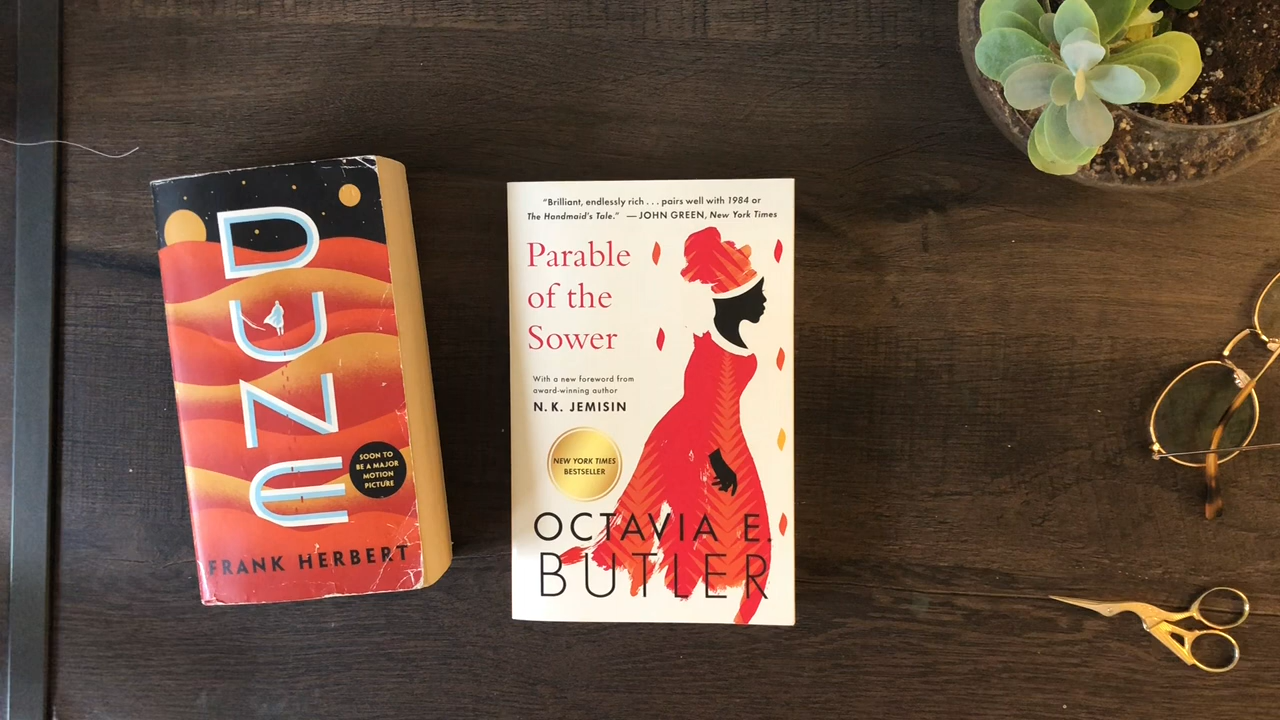 DUNE
SOON TO
BE A MAJOR
MOTION
PICTURE
FRANK HERBERT
“Brilliant, endlessly rich . . . pairs well with 1984 or
The Handmaid's Tale.” —JOHN GREEN, New York Times
Parable
of the
Sower
With a new foreword from
award-winning author
N. K. JEMISIN
NEW YORK TIMES
BESTSELLER
OCTAVIA E.
BUTLER